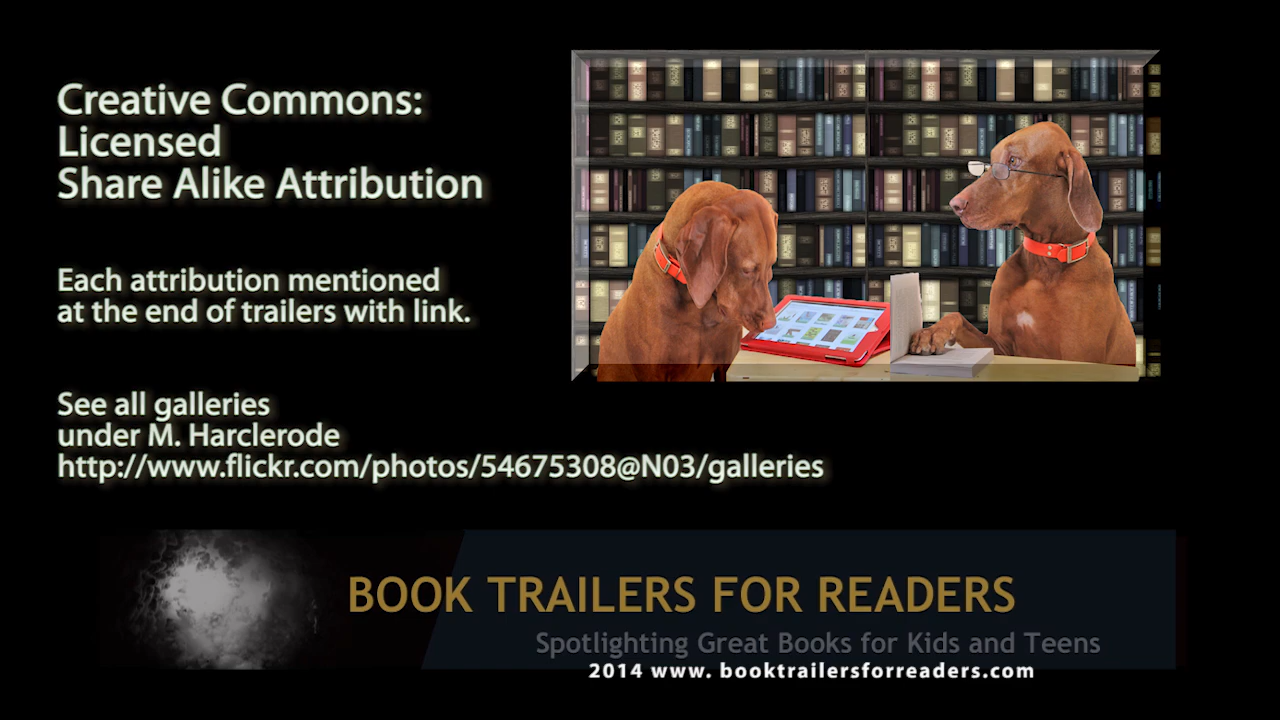 Creative Commons:
Licensed
Share Alike Attribution
Each attribution mentioned
at the end of trailers with link.
See all galleries
under M. Harclerode
http://www.flickr.com/photos/54675308@N03/galleries
BOOK TRAILERS FOR READERS
Spotlighting Great Books for Kids and Teens
2014 www. booktrailersforreaders.com